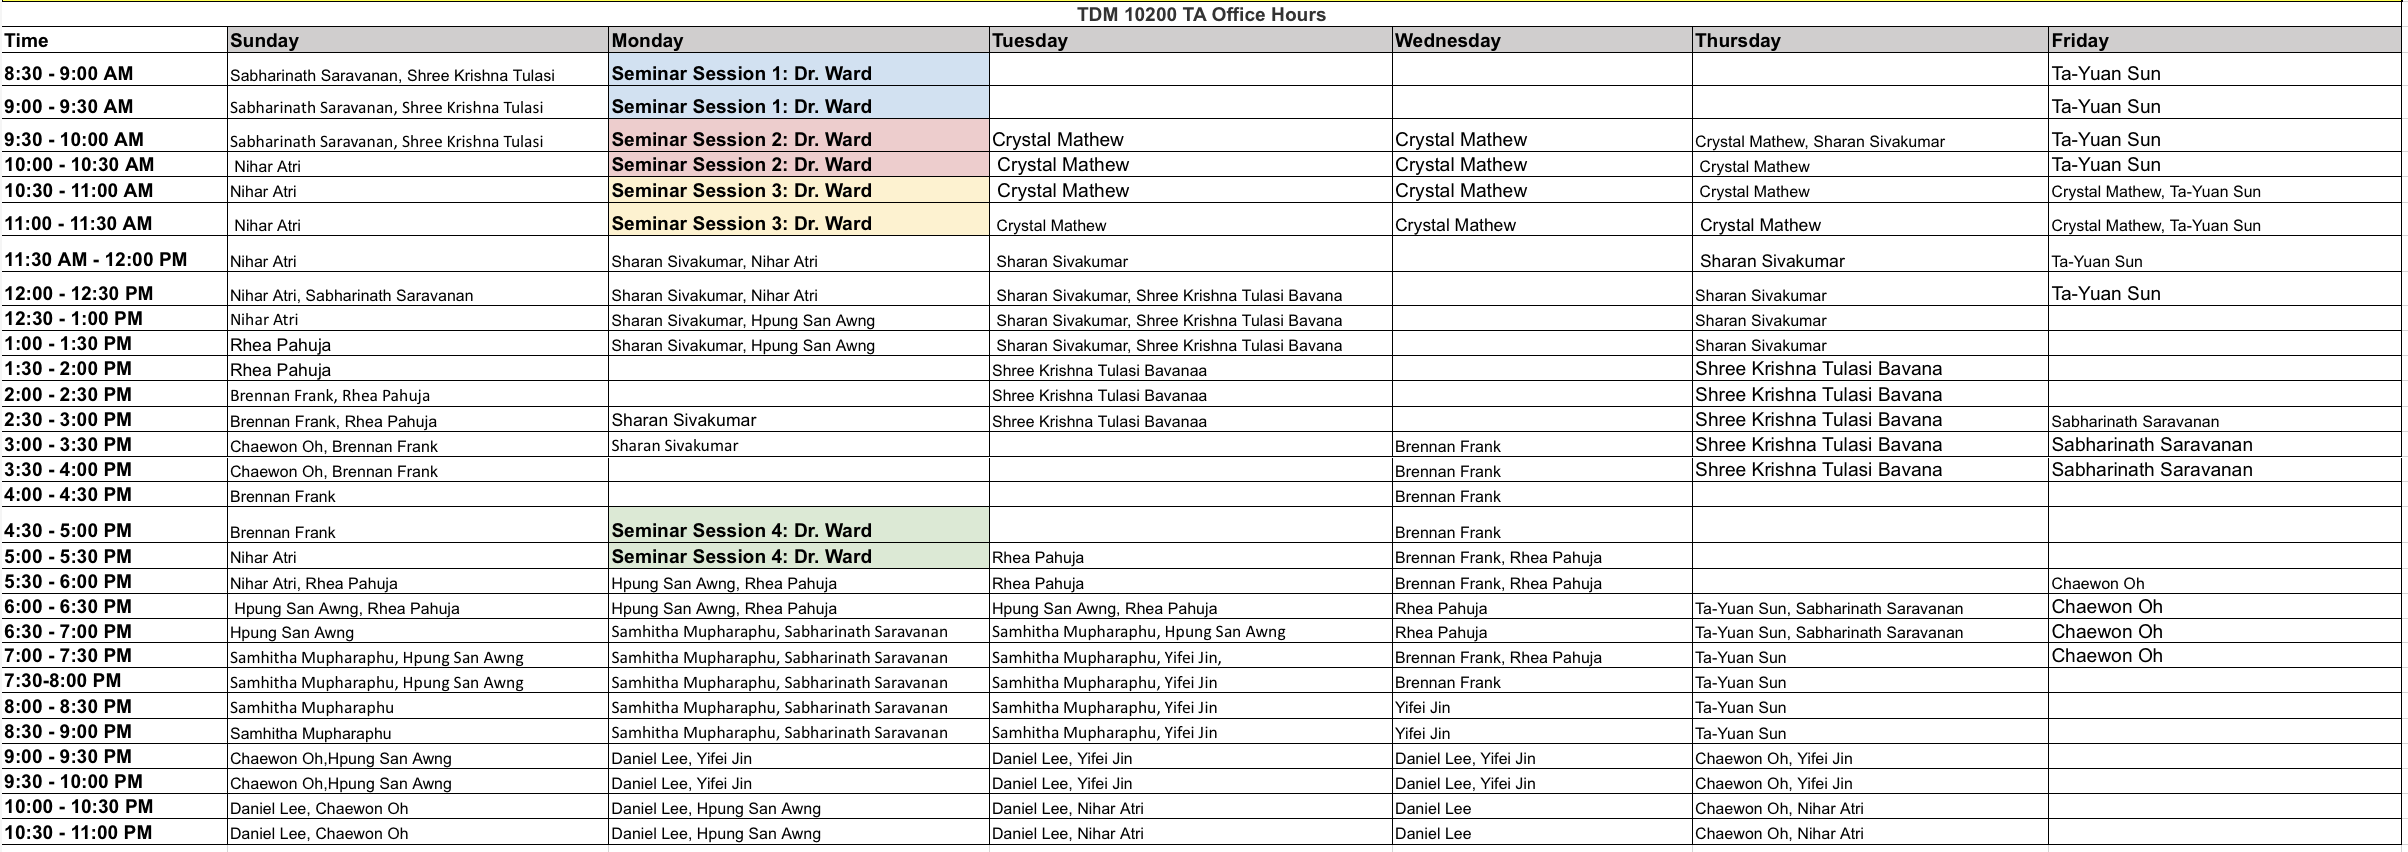 TDM 10200 TA Office Hours
Time Sunday Monday Tuesday Wednesday Thursday Friday
8:30 - 9:00 AM Sabharinath Saravanan, Shree Krishna Tulasi Seminar Session 1: Dr. Ward Ta-Yuan Sun
9:00 - 9:30 AM Sabharinath Saravanan, Shree Krishna Tulasi Seminar Session 1: Dr. Ward Ta-Yuan Sun
9:30 - 10:00 AM Sabharinath Saravanan, Shree Krishna Tulasi Seminar Session 2: Dr. Ward Crystal Mathew Crystal Mathew Crystal Mathew, Sharan Sivakumar Ta-Yuan Sun
10:00 - 10:30 AM Nihar Atri Seminar Session 2: Dr. Ward Crystal Mathew Crystal Mathew Crystal Mathew Ta-Yuan Sun
10:30 - 11:00 AM Nihar Atri Seminar Session 3: Dr. Ward Crystal Mathew Crystal Mathew Crystal Mathew Crystal Mathew, Ta-Yuan Sun
11:00 - 11:30 AM Nihar Atri Seminar Session 3: Dr. Ward Crystal Mathew Crystal Mathew Crystal Mathew Crystal Mathew, Ta-Yuan Sun
11:30 AM - 12:00 PM Nihar Atri Sharan Sivakumar, Nihar Atri Sharan Sivakumar Sharan Sivakumar Ta-Yuan Sun
12:00 - 12:30 PM Nihar Atri, Sabharinath Saravanan Sharan Sivakumar, Nihar Atri Sharan Sivakumar, Shree Krishna Tulasi Bavana Sharan Sivakumar Ta-Yuan Sun
12:30 - 1:00 PM Nihar Atri Sharan Sivakumar, Hpung San Awng Sharan Sivakumar, Shree Krishna Tulasi Bavana Sharan Sivakumar
1:00 - 1:30 PM Rhea Pahuja Sharan Sivakumar, Hpung San Awng Sharan Sivakumar, Shree Krishna Tulasi Bavana Sharan Sivakumar
1:30 - 2:00 PM Rhea Pahuja Shree Krishna Tulasi Bavanaa Shree Krishna Tulasi Bavana
2:00 - 2:30 PM Brennan Frank, Rhea Pahuja Shree Krishna Tulasi Bavanaa Shree Krishna Tulasi Bavana
2:30 - 3:00 PM Brennan Frank, Rhea Pahuja Sharan Sivakumar Shree Krishna Tulasi Bavanaa Shree Krishna Tulasi Bavana Sabharinath Saravanan
3:00 - 3:30 PM Chaewon Oh, Brennan Frank Sharan Sivakumar Brennan Frank Shree Krishna Tulasi Bavana Sabharinath Saravanan
3:30 - 4:00 PM Chaewon Oh, Brennan Frank Brennan Frank Shree Krishna Tulasi Bavana Sabharinath Saravanan
4:00 - 4:30 PM Brennan Frank Brennan Frank
4:30 - 5:00 PM Brennan Frank Seminar Session 4: Dr. Ward Brennan Frank
5:00 - 5:30 PM Nihar Atri Seminar Session 4: Dr. Ward Rhea Pahuja Brennan Frank, Rhea Pahuja
5:30 - 6:00 PM Nihar Atri, Rhea Pahuja Hpung San Awng, Rhea Pahuja Rhea Pahuja Brennan Frank, Rhea Pahuja Chaewon Oh
6:00 - 6:30 PM Hpung San Awng, Rhea Pahuja Hpung San Awng, Rhea Pahuja Hpung San Awng, Rhea Pahuja Rhea Pahuja Ta-Yuan Sun, Sabharinath Saravanan Chaewon Oh
6:30 - 7:00 PM Hpung San Awng Samhitha Mupharaphu, Sabharinath Saravanan Samhitha Mupharaphu, Hpung San Awng Rhea Pahuja Ta-Yuan Sun, Sabharinath Saravanan Chaewon Oh
7:00 - 7:30 PM Samhitha Mupharaphu, Hpung San Awng Samhitha Mupharaphu, Sabharinath Saravanan Samhitha Mupharaphu, Yifei Jin, Brennan Frank, Rhea Pahuja Ta-Yuan Sun Chaewon Oh
7:30-8:00 PM Samhitha Mupharaphu, Hpung San Awng Samhitha Mupharaphu, Sabharinath Saravanan Samhitha Mupharaphu, Yifei Jin Brennan Frank Ta-Yuan Sun
8:00 - 8:30 PM Samhitha Mupharaphu Samhitha Mupharaphu, Sabharinath Saravanan Samhitha Mupharaphu, Yifei Jin Yifei Jin Ta-Yuan Sun
8:30 - 9:00 PM Samhitha Mupharaphu Samhitha Mupharaphu, Sabharinath Saravanan Samhitha Mupharaphu, Yifei Jin Yifei Jin Ta-Yuan Sun
9:00 - 9:30 PM Chaewon Oh,Hpung San Awng Daniel Lee, Yifei Jin Daniel Lee, Yifei Jin Daniel Lee, Yifei Jin Chaewon Oh, Yifei Jin
9:30 - 10:00 PM Chaewon Oh,Hpung San Awng Daniel Lee, Yifei Jin Daniel Lee, Yifei Jin Daniel Lee, Yifei Jin Chaewon Oh, Yifei Jin
10:00 - 10:30 PM Daniel Lee, Chaewon Oh Daniel Lee, Hpung San Awng Daniel Lee, Nihar Atri Daniel Lee Chaewon Oh, Nihar Atri
10:30 - 11:00 PM Daniel Lee, Chaewon Oh Daniel Lee, Hpung San Awng Daniel Lee, Nihar Atri Daniel Lee Chaewon Oh, Nihar Atri